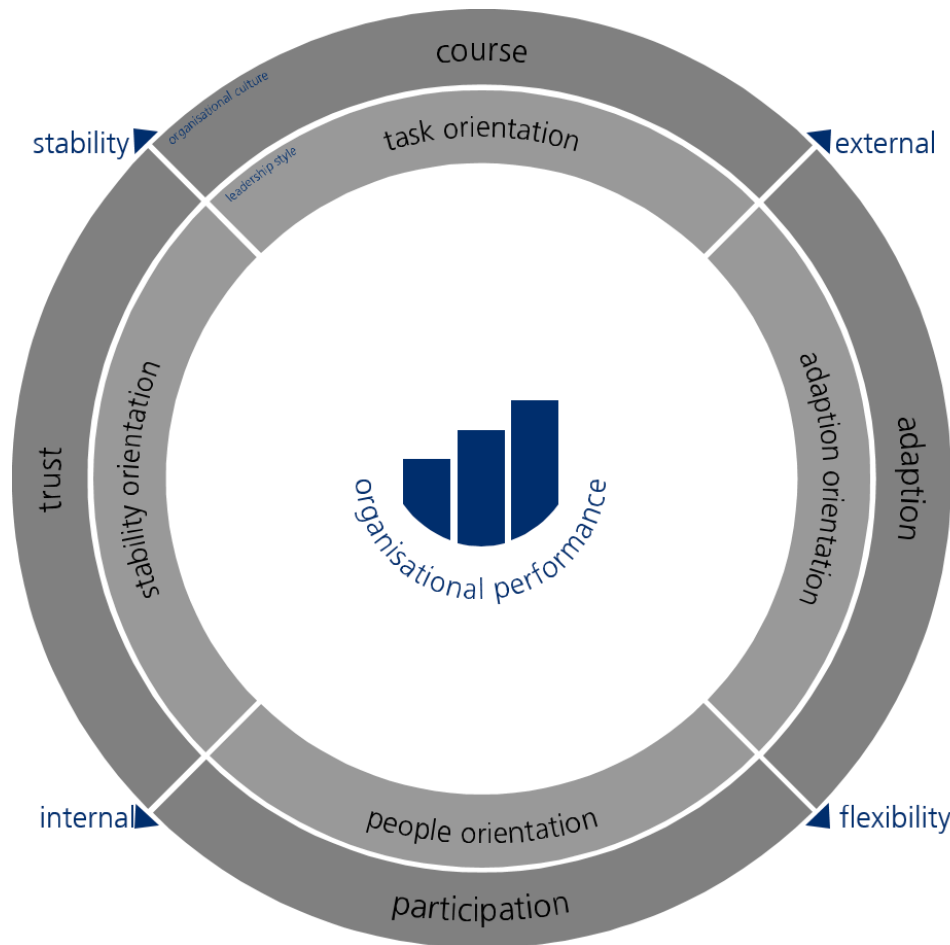 course
organisational culture
task orientation
leadership style
stability
external
trust
stability orientation
adaption orientation
adaption
organisational performance
internal
flexibility
people orientation
participation